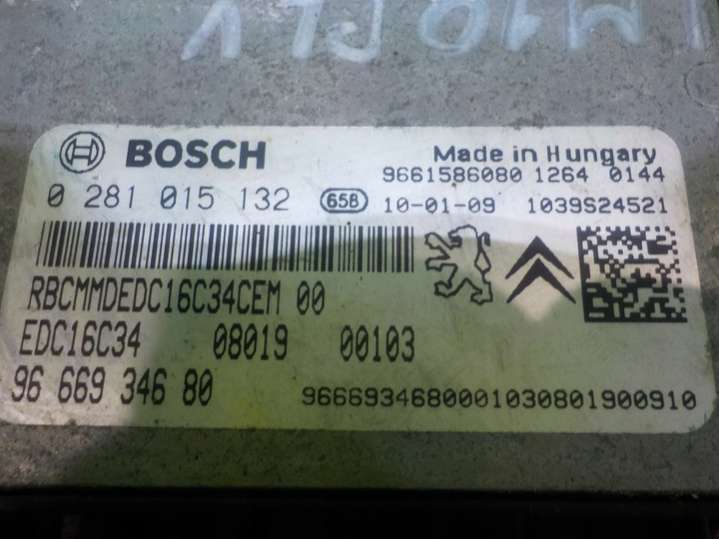 BOSCH
Made in Hungary
9661586080 1264 0144
0 281 015 132 658 10-01-09 1039S24521
RBCMMDEDC16C34CEM 00
EDC16C34 08019 00103
96 669 346 80
9666934680001030801900910